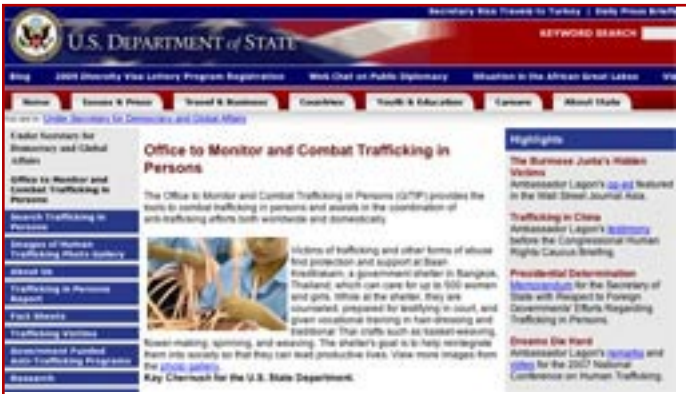 Secretary Rice Travels to Turkey | Daily Press Briefing
U.S. DEPARTMENT of STATE
KEYWORD SEARCH
Blog 2009 Diversity Visa Lottery Program Registration Web Chat on Public Diplomacy Situation in the African Great Lakes
Home Issues & Press Travel & Business Countries Youth & Education Careers About State
Under Secretary for Democracy and Global Affairs
Under Secretary for
Democracy and Global
Affairs
Office to Monitor and
Combat Trafficking in
Persons
Search Trafficking in
Persons
Images of Human
Trafficking Photo Gallery
About Us
Trafficking in Persons
Report
Fact Sheets
Trafficking Victims
Government Funded
Anti-Trafficking Programs
Research
Office to Monitor and Combat Trafficking in
Persons
The Office to Monitor and Combat Trafficking in Persons (G/TIP) provides the
tools to combat trafficking in persons and assists in the coordination of
anti-trafficking efforts both worldwide and domestically.
Victims of trafficking and other forms of abuse
find protection and support at Baan
a government shelter in Bangkok,
Thailand, which can care for up to 500 women
and girls. While at the shelter, they are
counseled, prepared for testifying in court, and
given vocational training in hair-dressing and
traditional Thai crafts such as basket-weaving,
flower-making, spinning, and weaving. The shelter's goal is to help reintegrate
them into society so that they can lead productive lives. View more images from
the photo gallery.
Kay Chernush for the U.S. State Department.
Highlights
The Burmese Junta's Hidden
Victims
Ambassador Lagon's op-ed featured
in the Wall Street Journal Asia.
Trafficking in China
Ambassador Lagon's testimony
before the Congressional Human
Rights Caucus Briefing.
Presidential Determination
Memorandum for the Secretary of
State with Respect to Foreign
Governments' Efforts Regarding
Trafficking in Persons.
Dreams Die Hard
Ambassador Lagon's remarks and
video for the 2007 National
Conference on Human Trafficking.